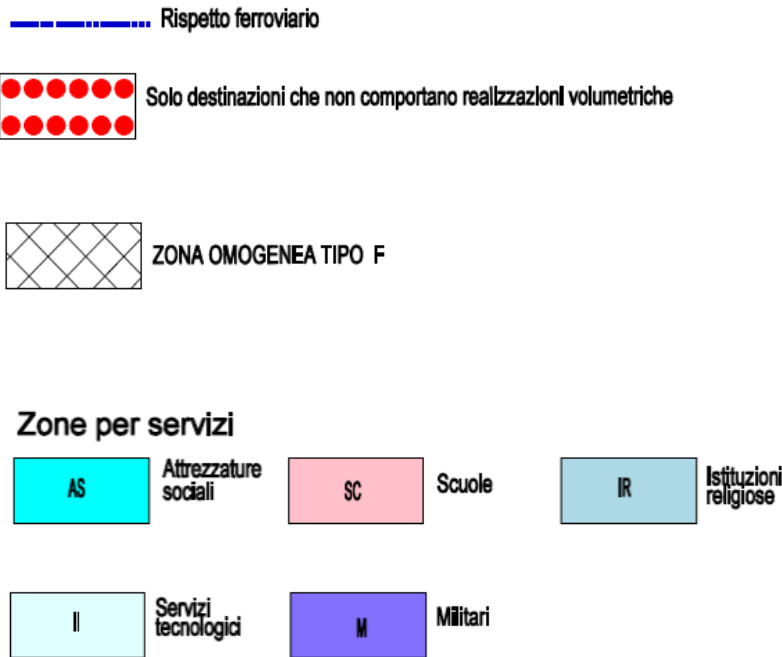 Rispetto ferroviario
Solo destinazioni che non comportano realizzazioni volumetriche
ZONA OMOGENEA TIPO F
Zone per servizi
AS
Attrezzature
sociali
SC
Scuole
IR
Istituzioni
religiose
II
Servizi
tecnologici
M
Militari